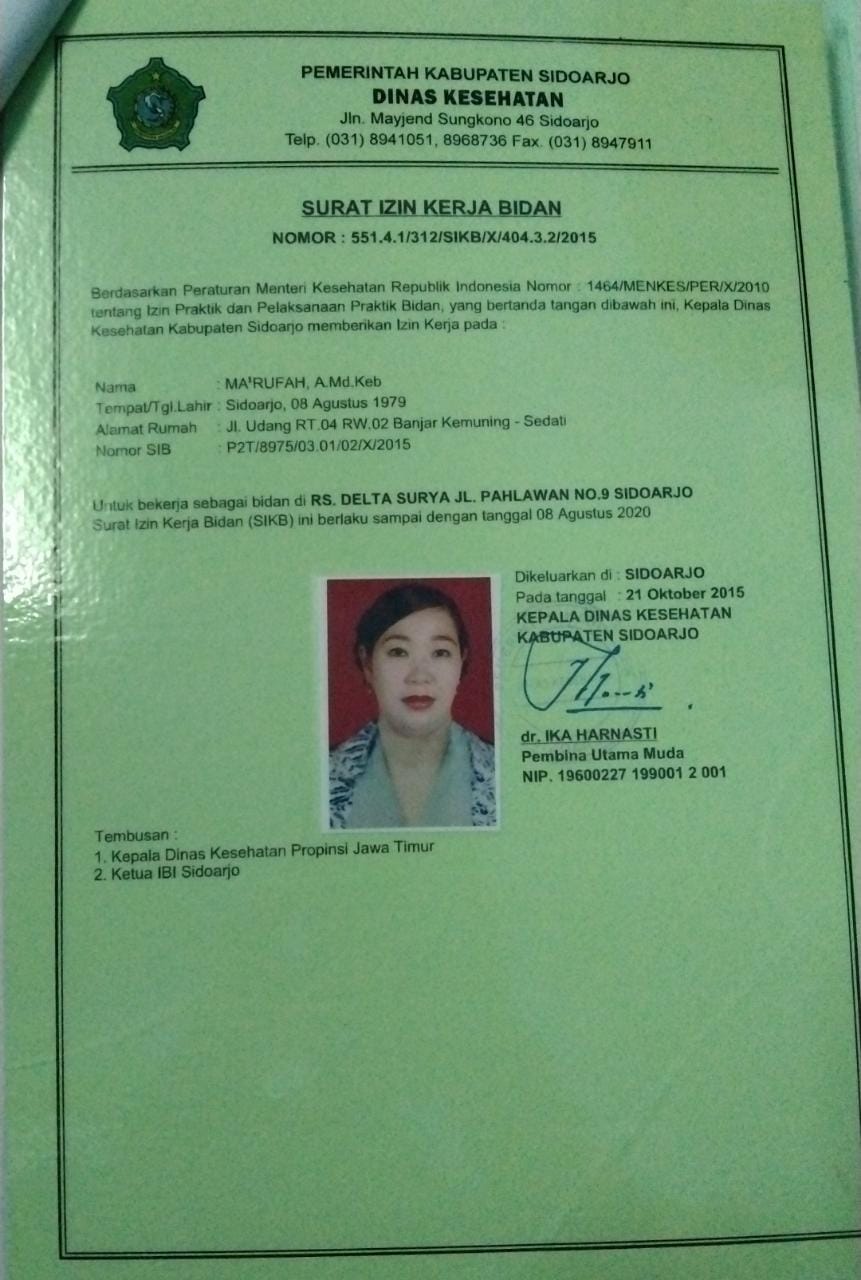 PEMERINTAH KABUPATEN SIDOARJO
DINAS KESEHATAN
Jln. Mayjend Sungkono 46 Sidoarjo
Telp. (031) 8941051, 8968736 Fax. (031) 8947911
SURAT IZIN KERJA BIDAN
NOMOR : 551.4.1/312/SIKB/X/404.3.2/2015
Berdasarkan Peraturan Menteri Kesehatan Republik Indonesia Nomor : 1464/MENKES/PER/X/2010
tentang Izin Praktik dan Pelaksanaan Praktik Bidan, yang bertanda tangan dibawah ini, Kepala Dinas
Kesehatan Kabupaten Sidoarjo memberikan Izin Kerja pada :
Nama : MA'RUFAH, A.Md.Keb
Tempat/Tgl.Lahir : Sidoarjo, 08 Agustus 1979
Alamat Rumah : Jl. Udang RT.04 RW.02 Banjar Kemuning - Sedati
Nomor SIB : P2T/8975/03.01/02/X/2015
Untuk bekerja sebagai bidan di RS. DELTA SURYA JL. PAHLAWAN NO.9 SIDOARJO
Surat Izin Kerja Bidan (SIKB) ini berlaku sampai dengan tanggal 08 Agustus 2020
Dikeluarkan di : SIDOARJO
Pada tanggal : 21 Oktober 2015
KEPALA DINAS KESEHATAN
KABUPATEN SIDOARJO
dr. IKA HARNASTI
Pembina Utama Muda
NIP. 19600227 199001 2 001
Tembusan :
1. Kepala Dinas Kesehatan Propinsi Jawa Timur
2. Ketua IBI Sidoarjo